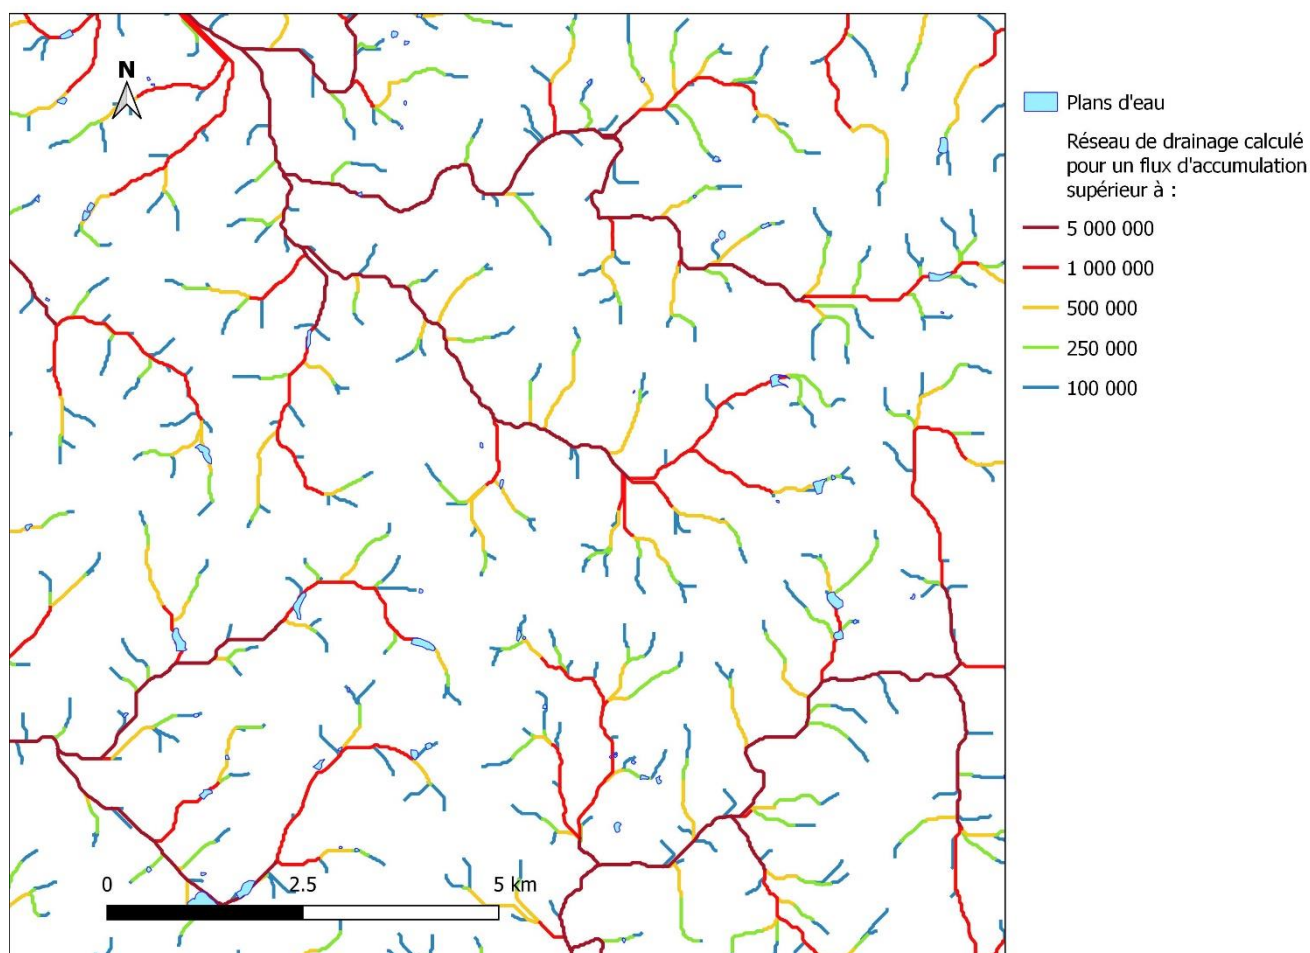 N
Plans d'eau
Réseau de drainage calculé
pour un flux d'accumulation
supérieur à :
5 000 000
1 000 000
500 000
250 000
100 000
0 2.5 5 km